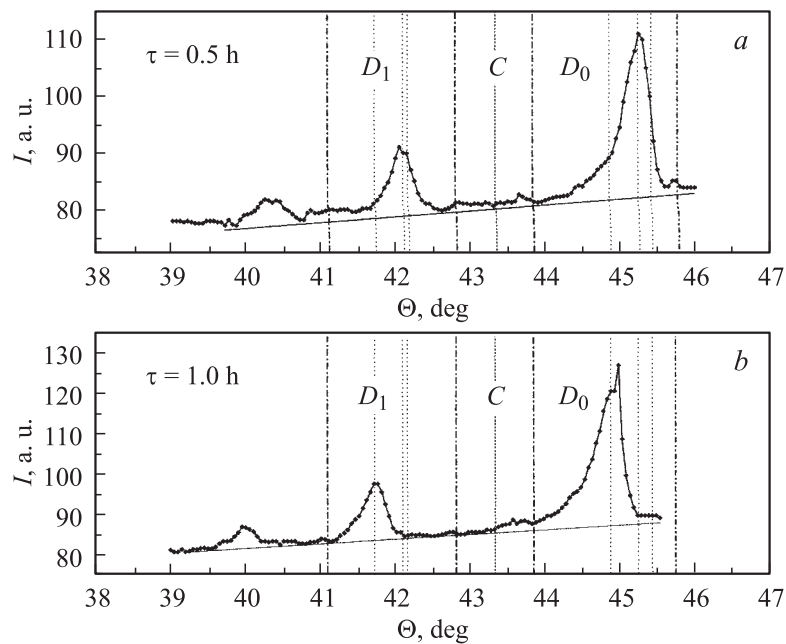 110
100
90
80
I, a. u.
τ = 0.5 h
D1
C
D0
a
38 39 40 41 42 43 44 45 46 47
Θ, deg
130
120
110
100
90
80
I, a. u.
τ = 1.0 h
D1
C
D0
b
38 39 40 41 42 43 44 45 46 47
Θ, deg